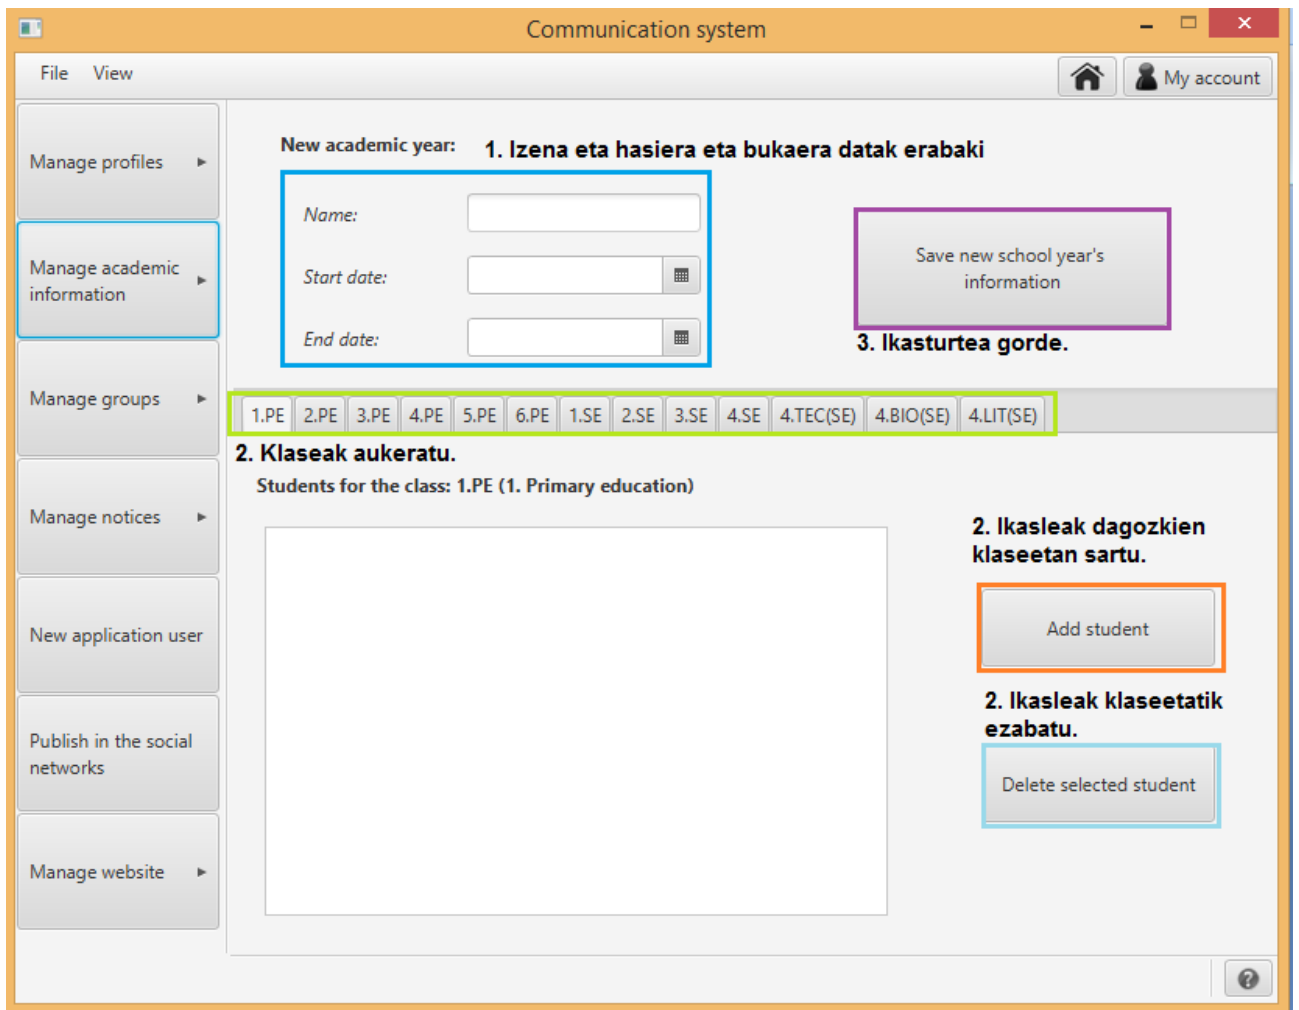 Communication system
File View
My account
Manage profiles
Manage academic
information
Manage groups
Manage notices
New application user
Publish in the social
networks
Manage website
New academic year:
1. Izena eta hasiera eta bukaera datak erabaki
Name:
Start date:
End date:
Save new school year's
information
3. Ikasturtea gorde.
1.PE 2.PE 3.PE 4.PE 5.PE 6.PE 1.SE 2.SE 3.SE 4.SE 4.TEC(SE) 4.BIO(SE) 4.LIT(SE)
2. Klaseak aukeratu.
Students for the class: 1.PE (1. Primary education)
2. Ikasleak dagozkien
klaseetan sartu.
Add student
2. Ikasleak klaseetatik
ezabatu.
Delete selected student